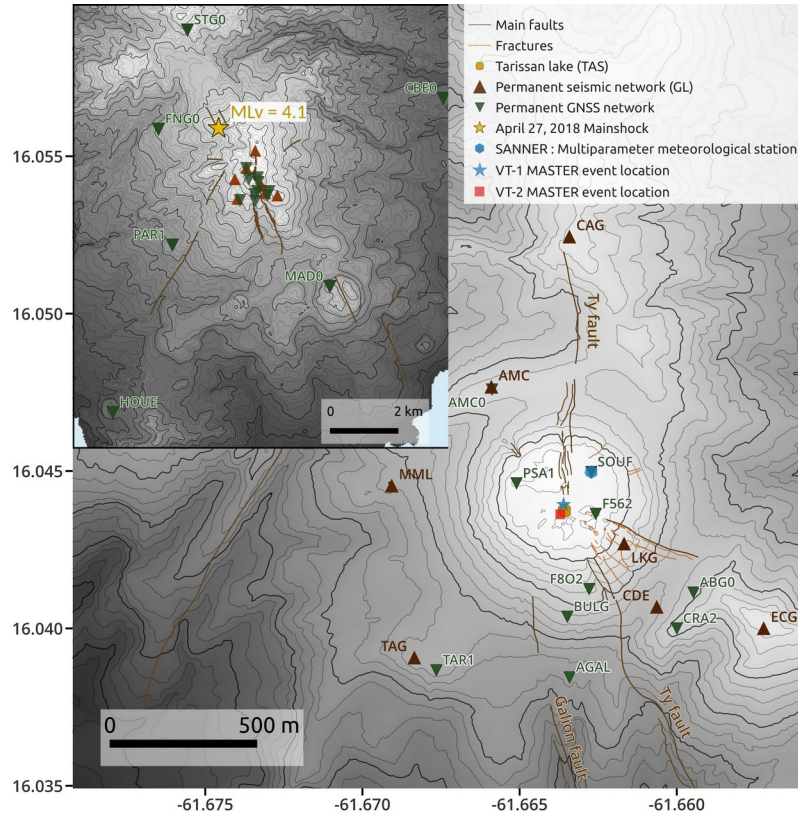 STG0
CBE0
MLv = 4.1
FNG0
PAR1
MAD0
HOUE
0 2 km
Main faults
Fractures
Tarissan lake (TAS)
Permanent seismic network (GL)
Permanent GNSS network
April 27, 2018 Mainshock
SANNER : Multiparameter meteorological station
VT-1 MASTER event location
VT-2 MASTER event location
16.055
16.050
16.045
16.040
16.035
CAG
Ty fault
AMC
AMC0
MML
PSA1
SOUF
F562
LKG
F8O2
ABG0
CDE
BULG
CRA2
ECG
TAG
TAR1
AGAL
Galion fault
Ty fault
0 500 m
-61.675 -61.670 -61.665 -61.660